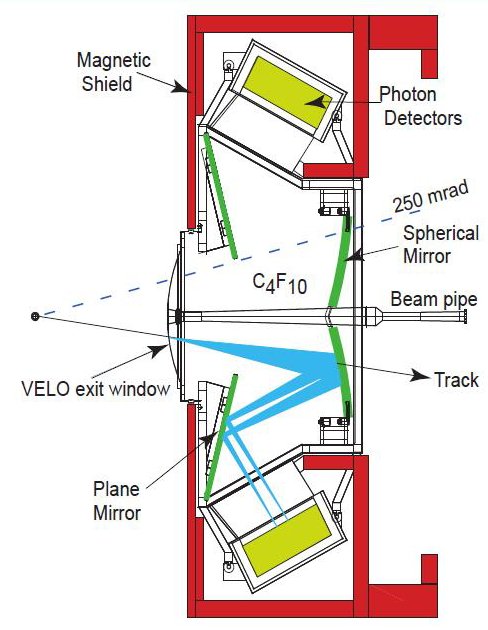 Magnetic
Shield
Photon
Detectors
250 mrad
Spherical
Mirror
C₄F₁₀
Beam pipe
VELO exit window
Track
Plane
Mirror